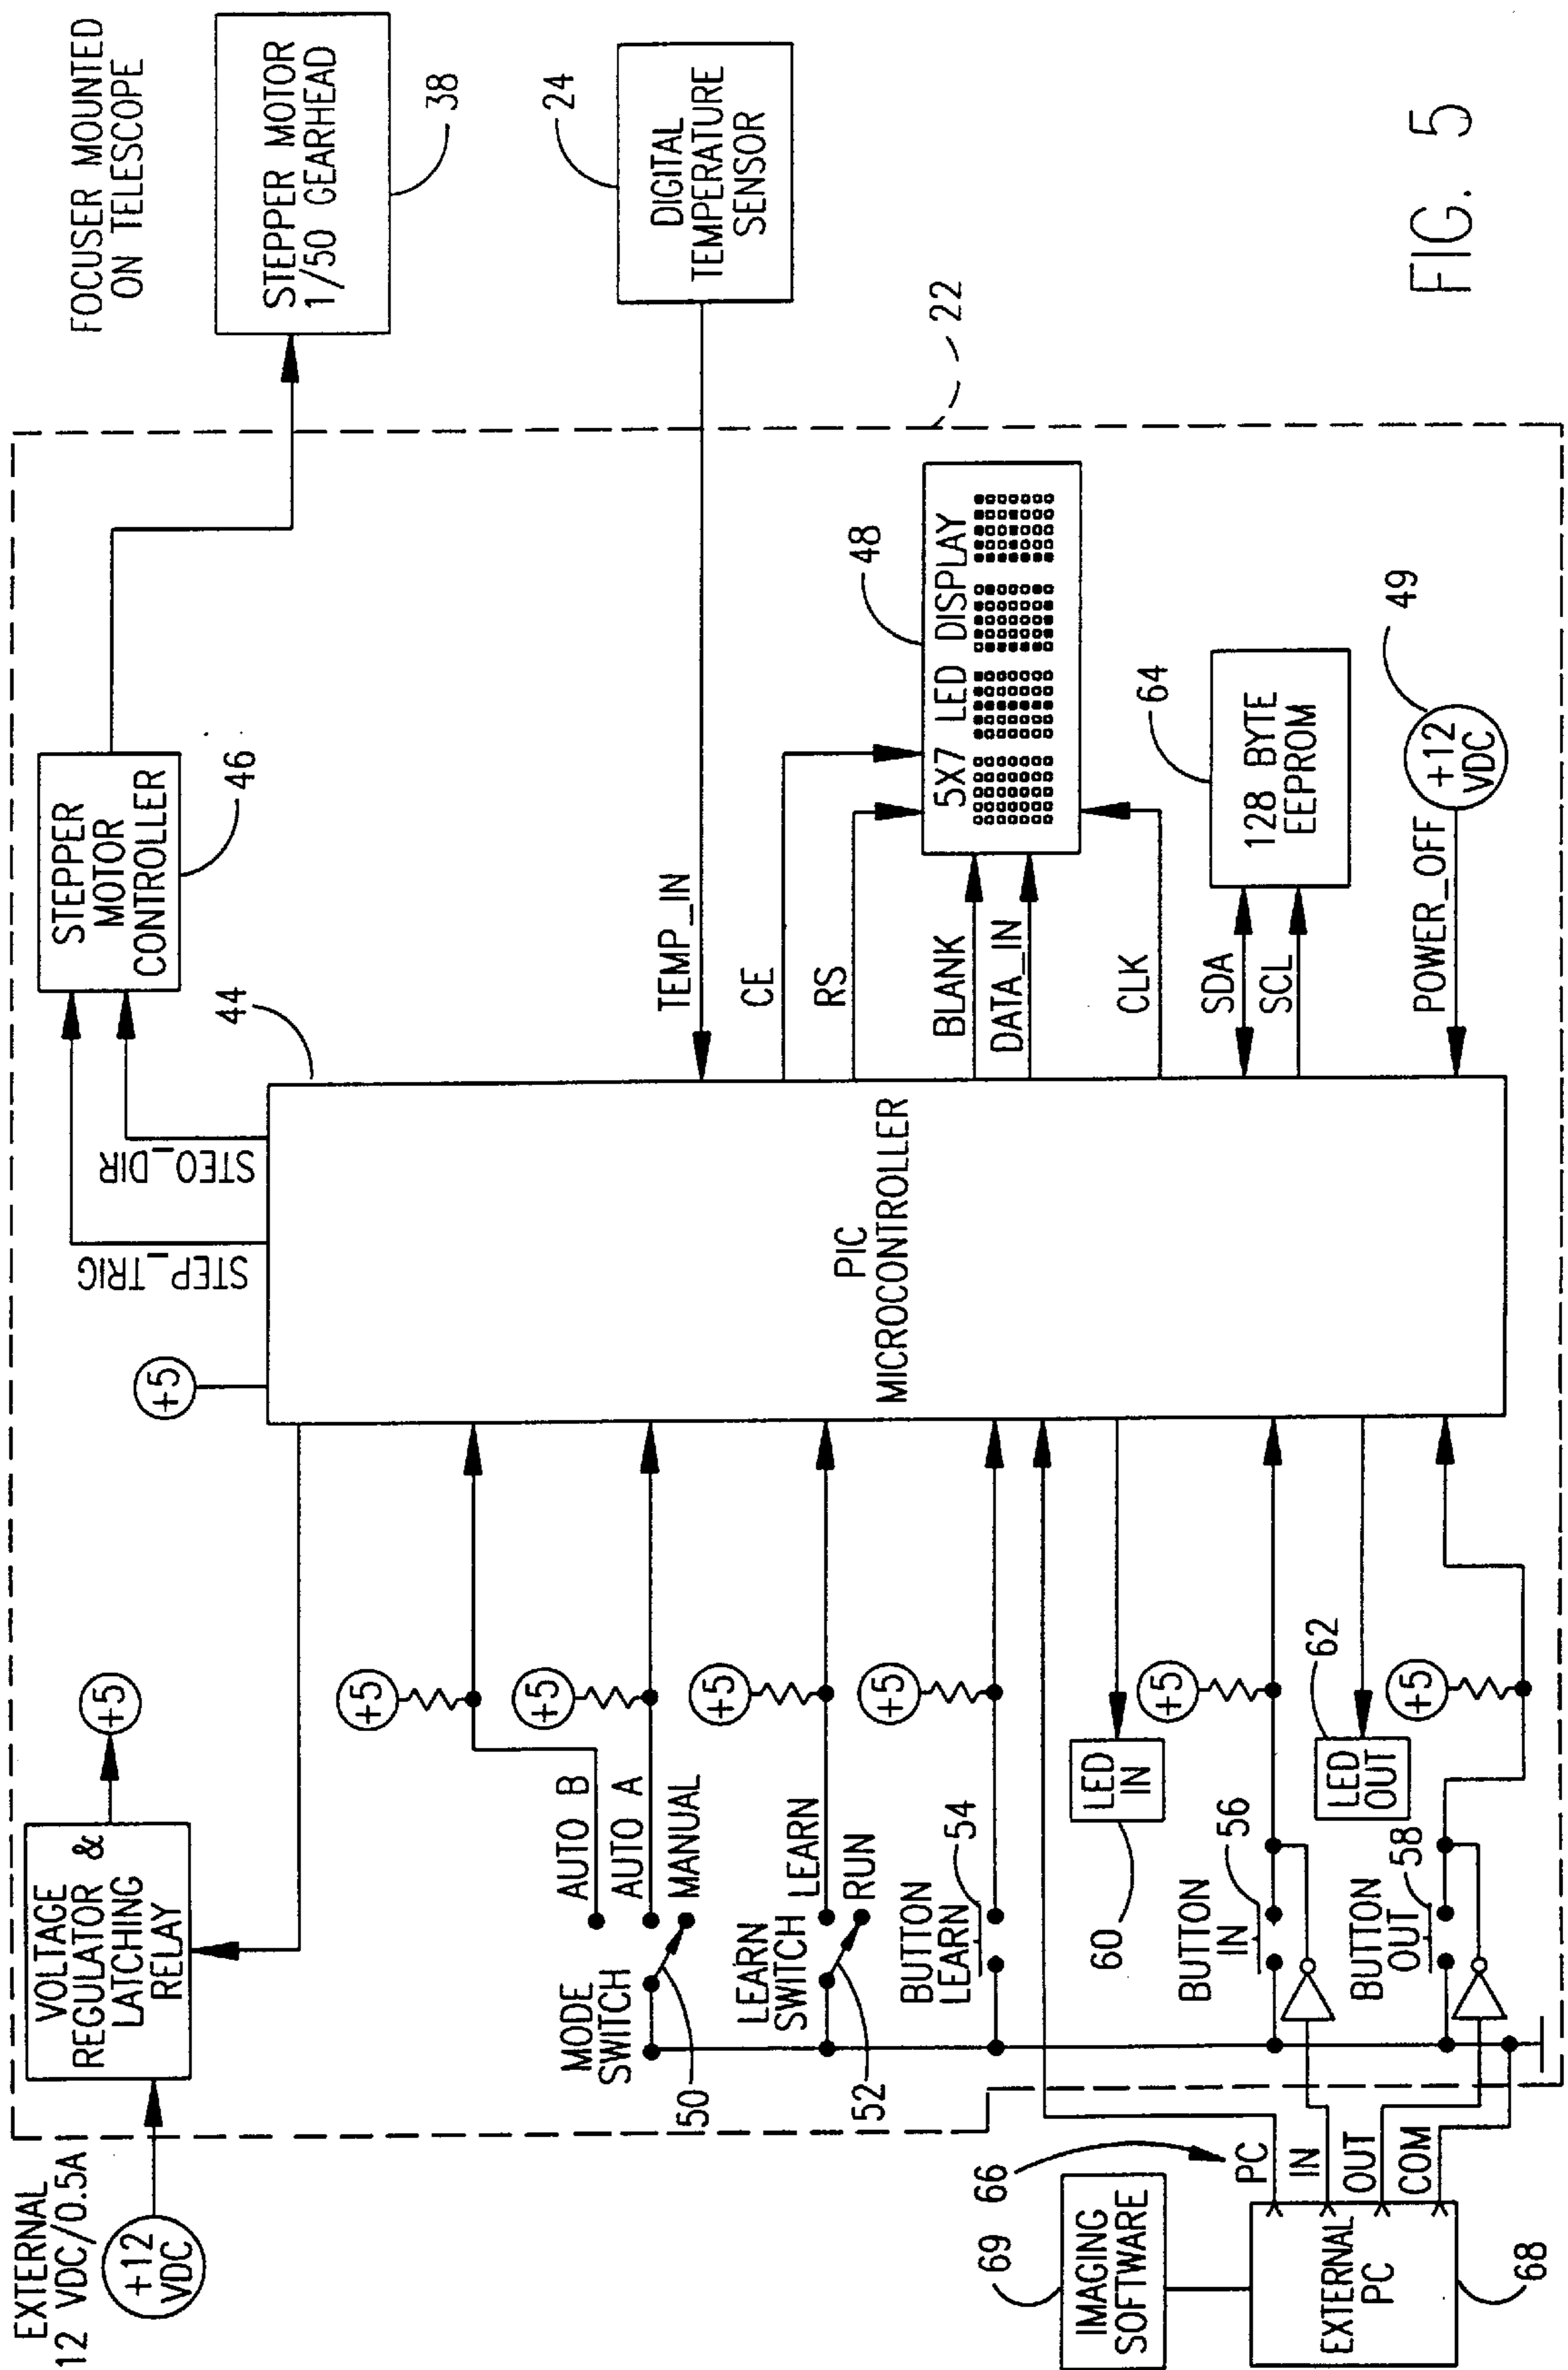 EXTERNAL
12 VDC/0.5A
+12
VDC
VOLTAGE
REGULATOR &
LATCHING
RELAY
+5
+5
STEP_TRIG
STEO_DIR
STEPPER
MOTOR
CONTROLLER
46
FOCUSER MOUNTED
ON TELESCOPE
STEPPER MOTOR
1/50 GEARHEAD
38
44
PIC
MICROCONTROLLER
+5
+5
MODE
SWITCH
AUTO B
AUTO A
MANUAL
50
+5
LEARN
SWITCH
LEARN
RUN
52
+5
BUTTON
LEARN
54
LED
IN
60
+5
BUTTON
IN
56
LED
OUT
62
+5
BUTTON
OUT
58
TEMP_IN
DIGITAL
TEMPERATURE
SENSOR
24
22
CE
RS
BLANK
DATA_IN
CLK
5X7 LED DISPLAY
48
SDA
SCL
128 BYTE
EEPROM
64
POWER_OFF
+12
VDC
49
66
PC
IN
OUT
COM
69
IMAGING
SOFTWARE
EXTERNAL
PC
68
FIG. 5